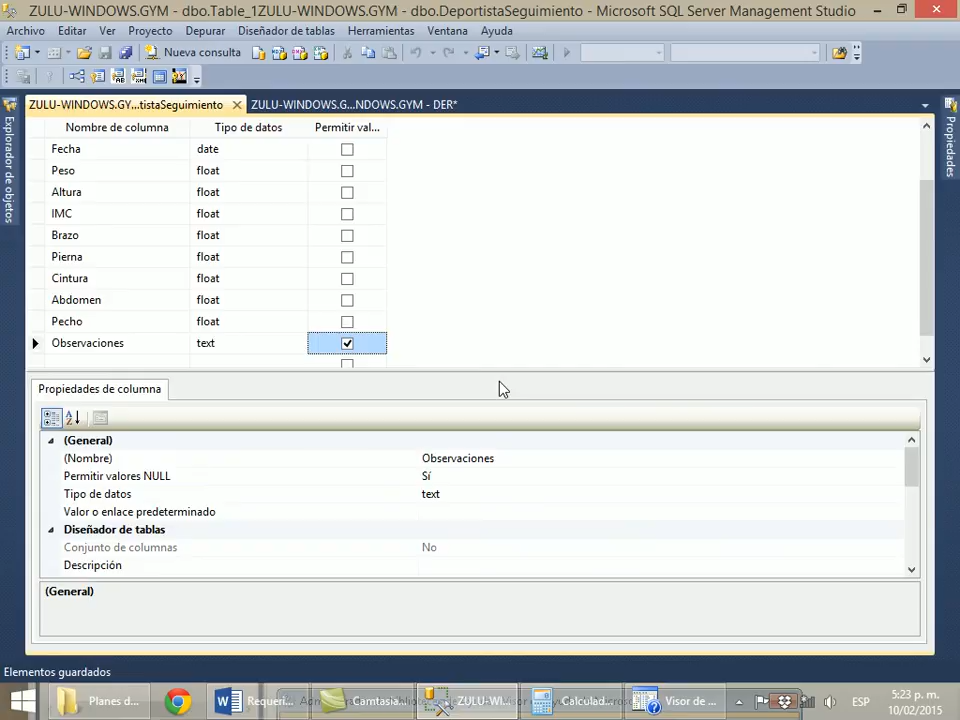 ZULU-WINDOWS.GYM - dbo.Table_1ZULU-WINDOWS.GYM - dbo.DeportistaSeguimiento - Microsoft SQL Server Management Studio
Archivo Editar Ver Proyecto Depurar Diseñador de tablas Herramientas Ventana Ayuda
Nueva consulta
ZULU-WINDOWS.GY...tistaSeguimiento
ZULU-WINDOWS.G...NDOWS.GYM - DER*
Explorador de objetos
Propiedades
Nombre de columna Tipo de datos Permitir val...
Fecha date
Peso float
Altura float
IMC float
Brazo float
Pierna float
Cintura float
Abdomen float
Pecho float
Observaciones text
Propiedades de columna
(General)
(Nombre) Observaciones
Permitir valores NULL Sí
Tipo de datos text
Valor o enlace predeterminado
Diseñador de tablas
Conjunto de columnas No
Descripción
(General)
Elementos guardados
Planes d...
Requeri...
Camtasia...
ZULU-WI...
Calculad...
Visor de ...
ESP
5:23 p. m.
10/02/2015